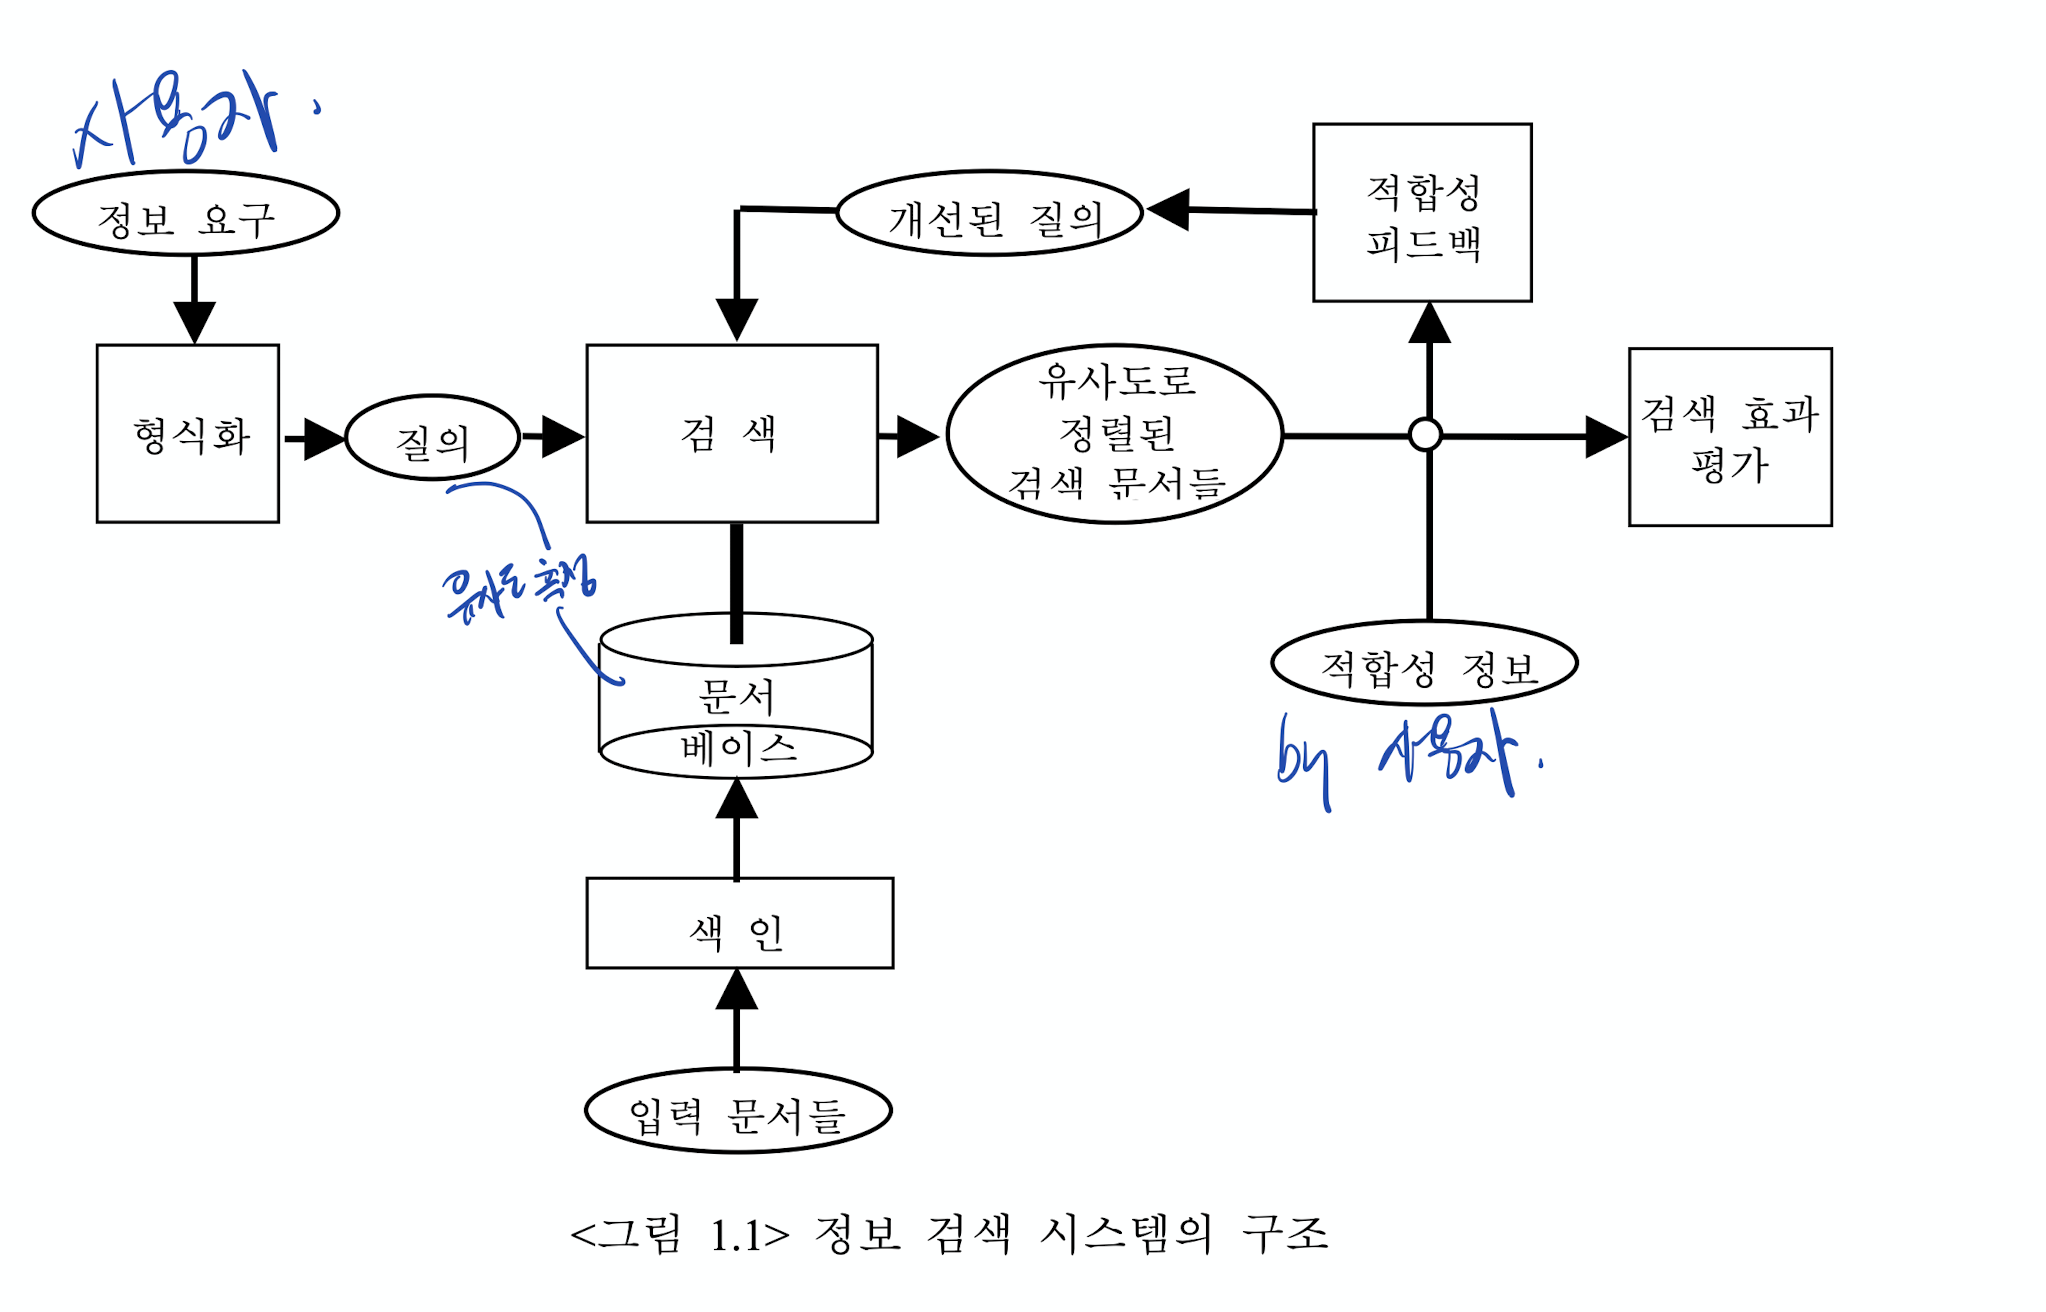 사용자.
정보 요구
개선된 질의
적합성
피드백
형식화
질의
검 색
유사도로
정렬된
검색 문서들
검색 효과
평가
유사도 측정
문서
베이스
적합성 정보
by 사용자.
색 인
입력 문서들
<그림 1.1> 정보 검색 시스템의 구조